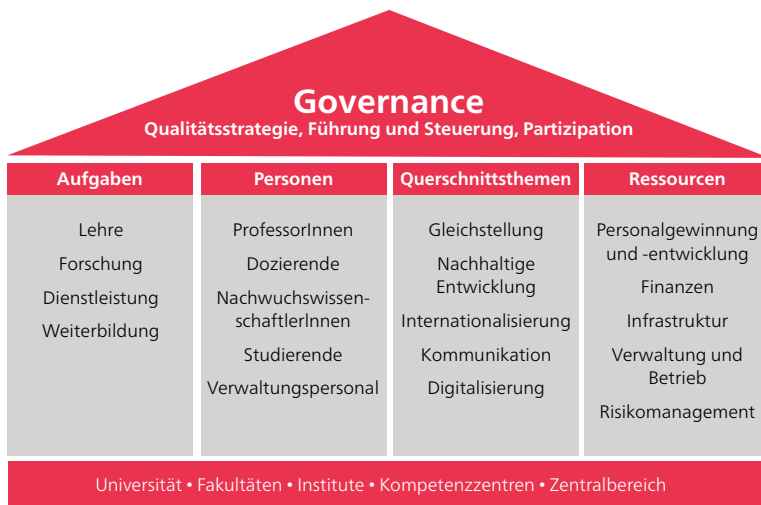 Governance
Qualitätsstrategie, Führung und Steuerung, Partizipation
Aufgaben
Lehre
Forschung
Dienstleistung
Weiterbildung
Personen
ProfessorInnen
Dozierende
Nachwuchswissen-
schaftlerInnen
Studierende
Verwaltungspersonal
Querschnittsthemen
Gleichstellung
Nachhaltige
Entwicklung
Internationalisierung
Kommunikation
Digitalisierung
Ressourcen
Personalgewinnung
und -entwicklung
Finanzen
Infrastruktur
Verwaltung und
Betrieb
Risikomanagement
Universität • Fakultäten • Institute • Kompetenzzentren • Zentralbereich